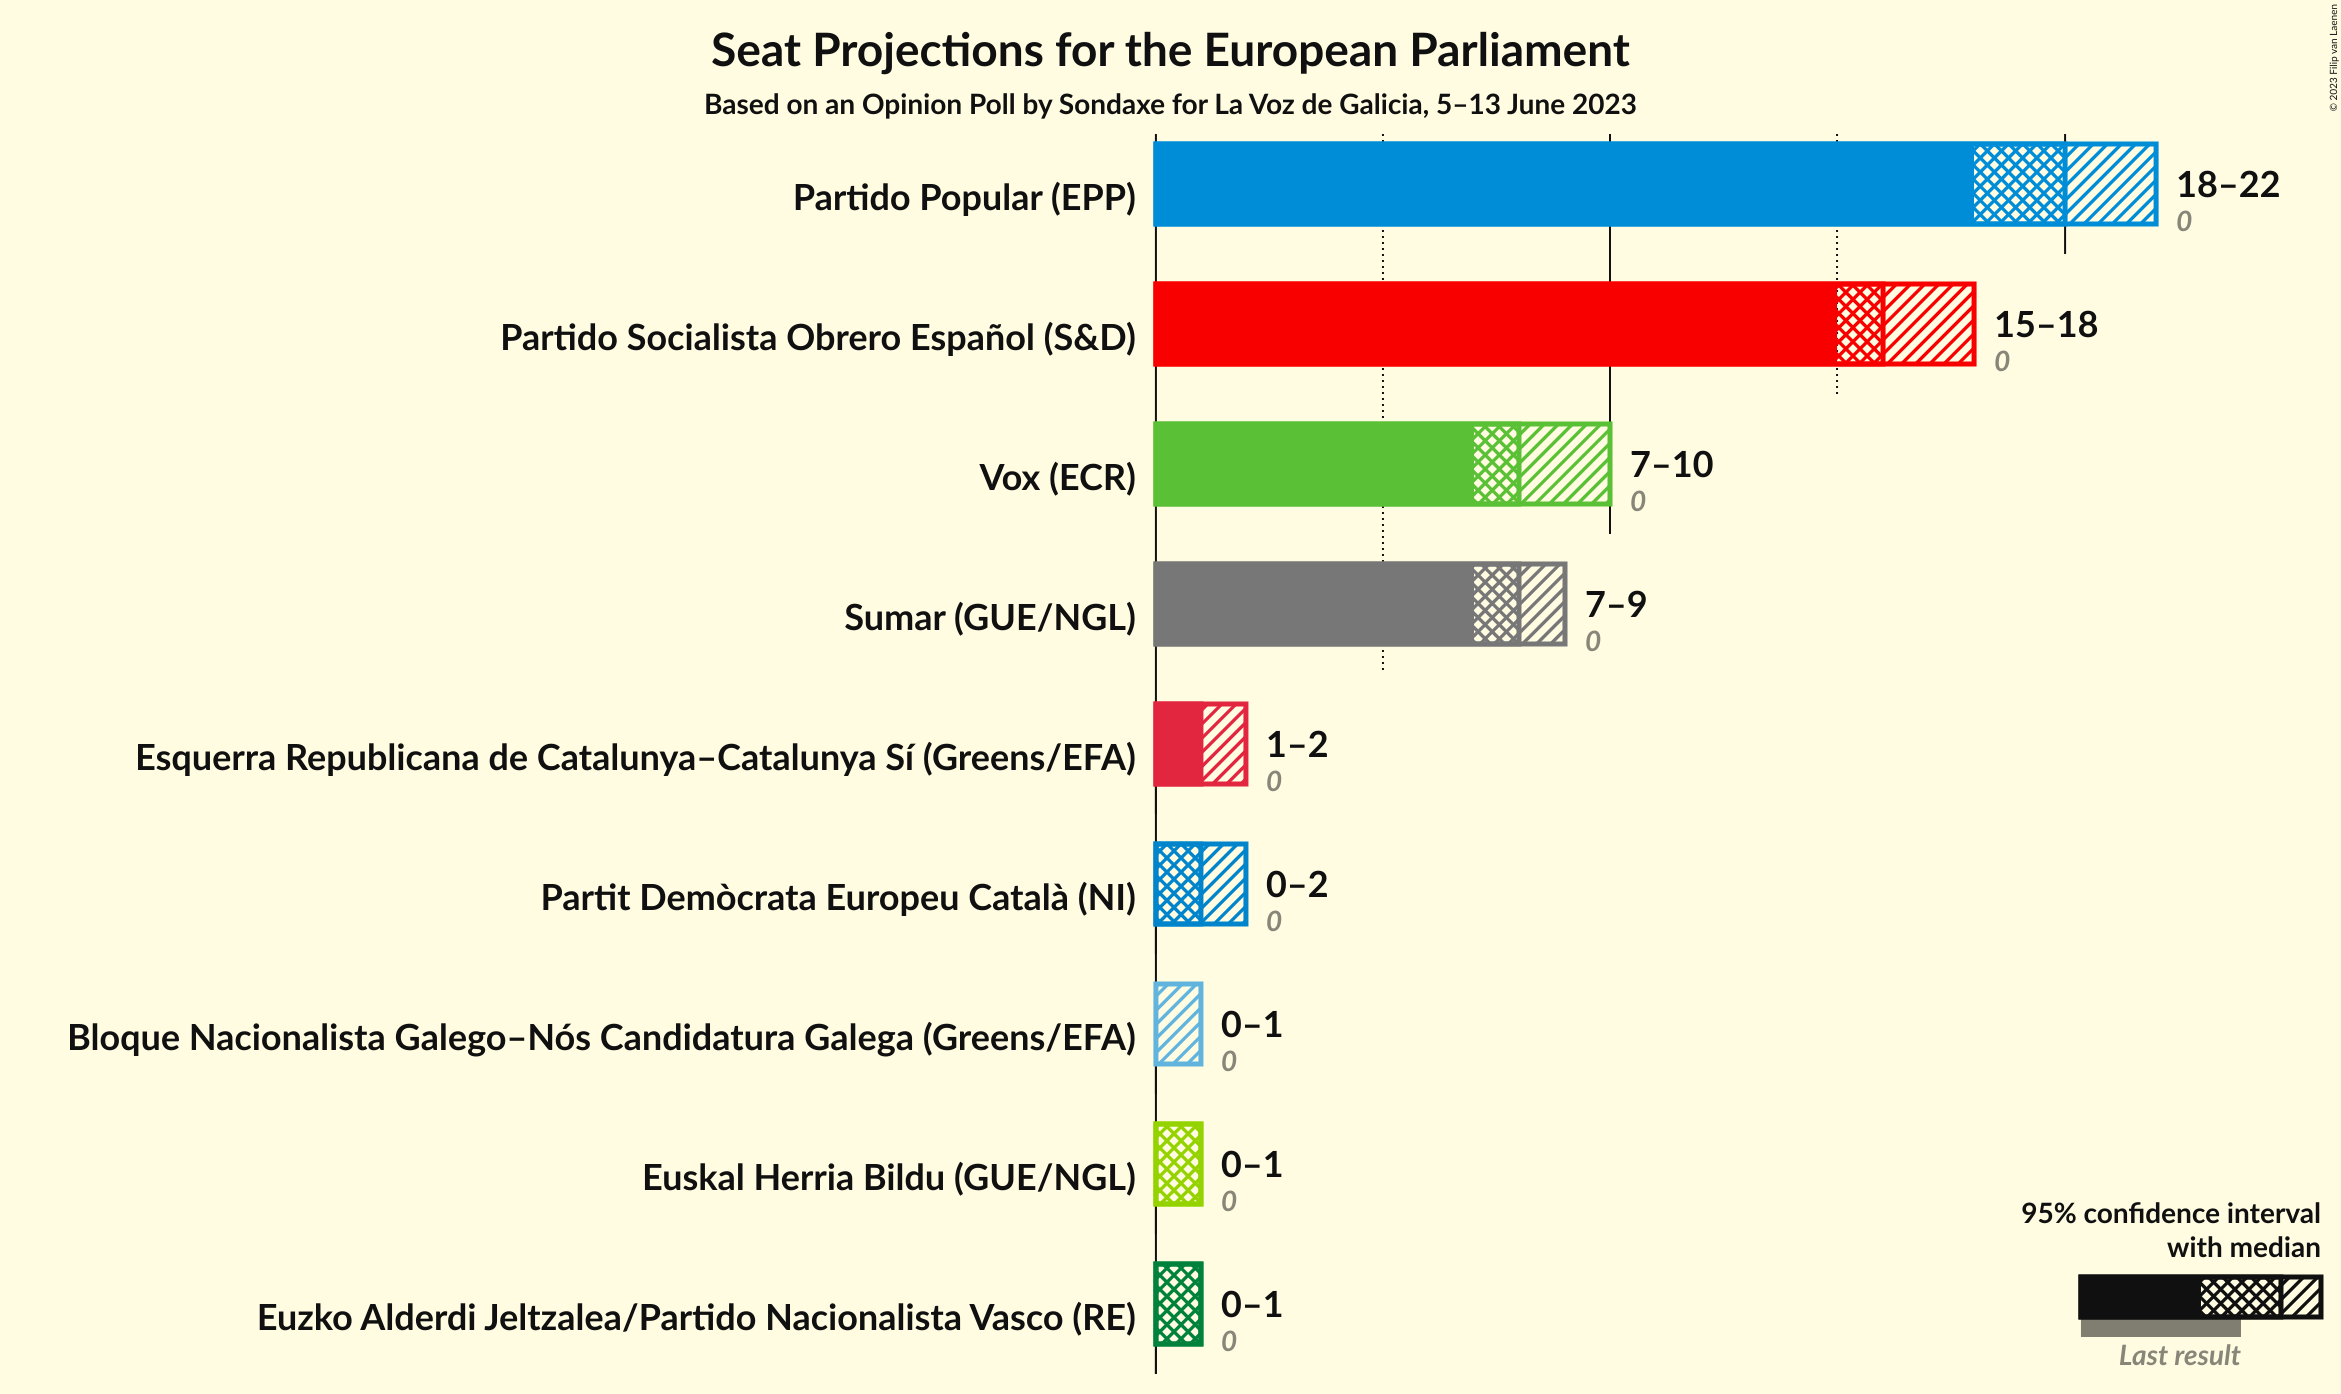 Seat Projections for the European Parliament
Based on an Opinion Poll by Sondaxe for La Voz de Galicia, 5–13 June 2023
© 2023 Filip van Laenen
Partido Popular (EPP)
18–22
0
Partido Socialista Obrero Español (S&D)
15–18
0
Vox (ECR)
7–10
0
Sumar (GUE/NGL)
7–9
0
Esquerra Republicana de Catalunya–Catalunya Sí (Greens/EFA)
1–2
0
Partit Demòcrata Europeu Català (NI)
0–2
0
Bloque Nacionalista Galego–Nós Candidatura Galega (Greens/EFA)
0–1
0
Euskal Herria Bildu (GUE/NGL)
0–1
0
Euzko Alderdi Jeltzalea/Partido Nacionalista Vasco (RE)
0–1
0
95% confidence interval
with median
Last result